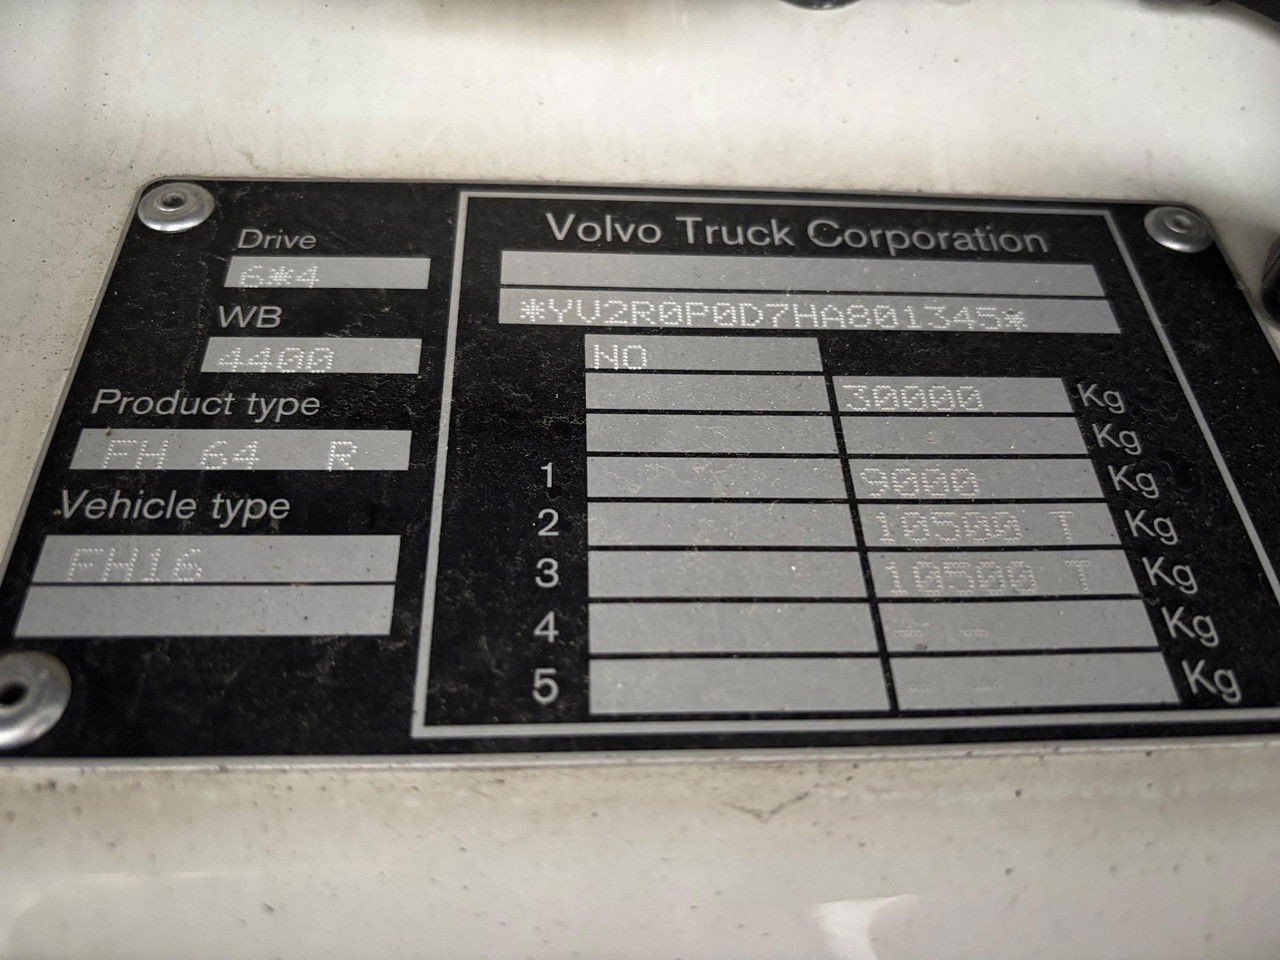 Drive
6*4
WB
4400
Product type
FH 64 R
Vehicle type
FH16
Volvo Truck Corporation
*YV2R0P0D7HA801345*
NO
30000 Kg
- - Kg
1 9000 Kg
2 10500 T Kg
3 10500 T Kg
4 - - Kg
5 - - Kg